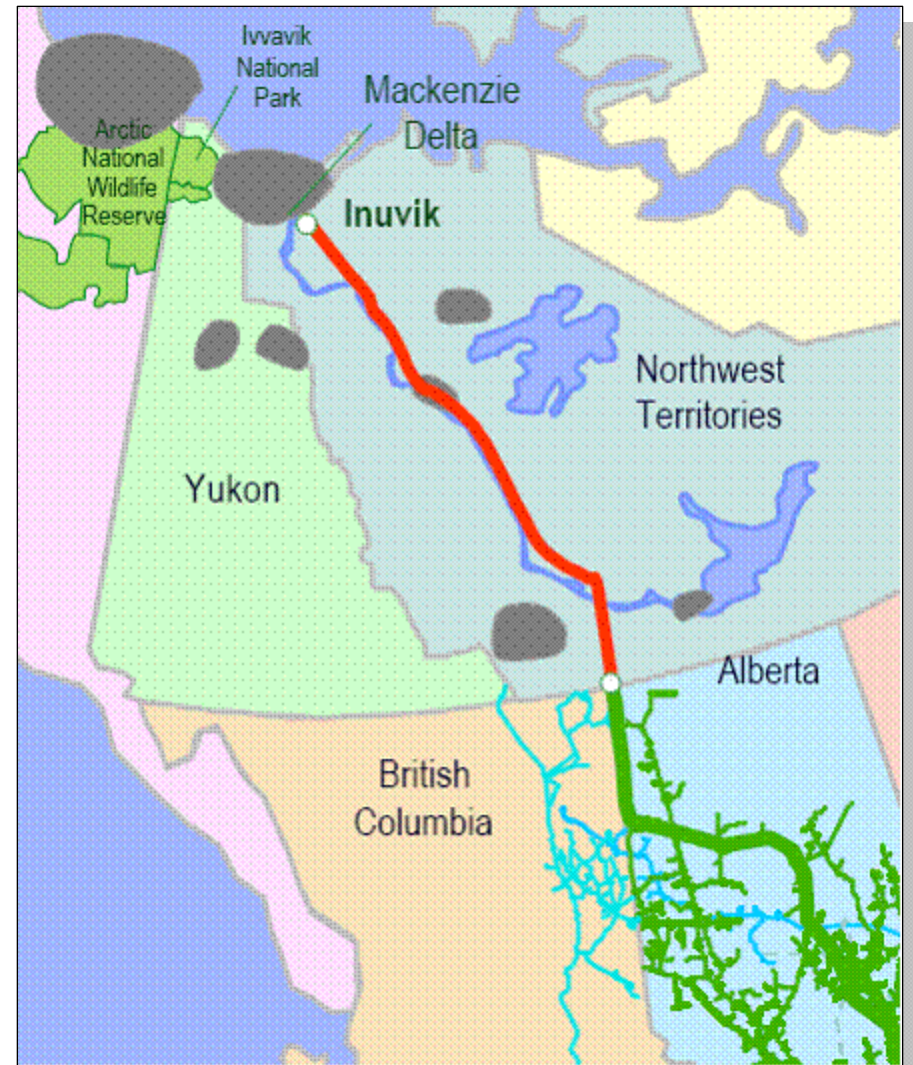 Ivvavik
National
Park
Mackenzie
Delta
Arctic
National
Wildlife
Reserve
Inuvik
Northwest
Territories
Yukon
Alberta
British
Columbia